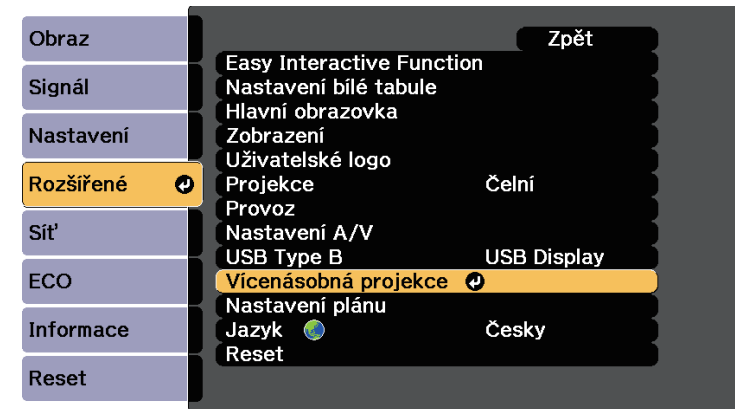 Obraz
Signál
Nastavení
Rozšířené
Síť
ECO
Informace
Reset
Zpět
Easy Interactive Function
Nastavení bílé tabule
Hlavní obrazovka
Zobrazení
Uživatelské logo
Projekce Čelní
Provoz
Nastavení A/V
USB Type B USB Display
Vícenásobná projekce
Nastavení plánu
Jazyk Česky
Reset